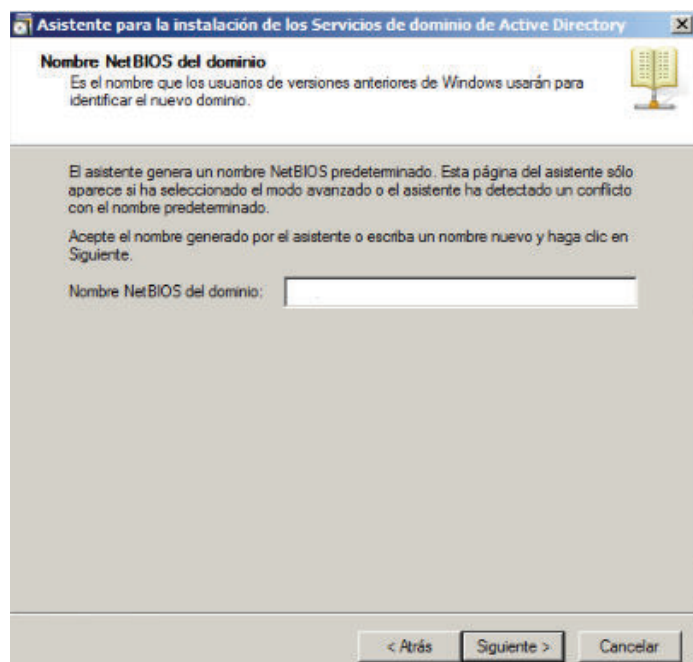 Asistente para la instalación de los Servicios de dominio de Active Directory
Nombre NetBIOS del dominio
Es el nombre que los usuarios de versiones anteriores de Windows usarán para
identificar el nuevo dominio.
El asistente genera un nombre NetBIOS predeterminado. Esta página del asistente sólo
aparece si ha seleccionado el modo avanzado o el asistente ha detectado un conflicto
con el nombre predeterminado.
Acepte el nombre generado por el asistente o escriba un nombre nuevo y haga clic en
Siguiente.
Nombre NetBIOS del dominio:
< Atrás Siguiente > Cancelar